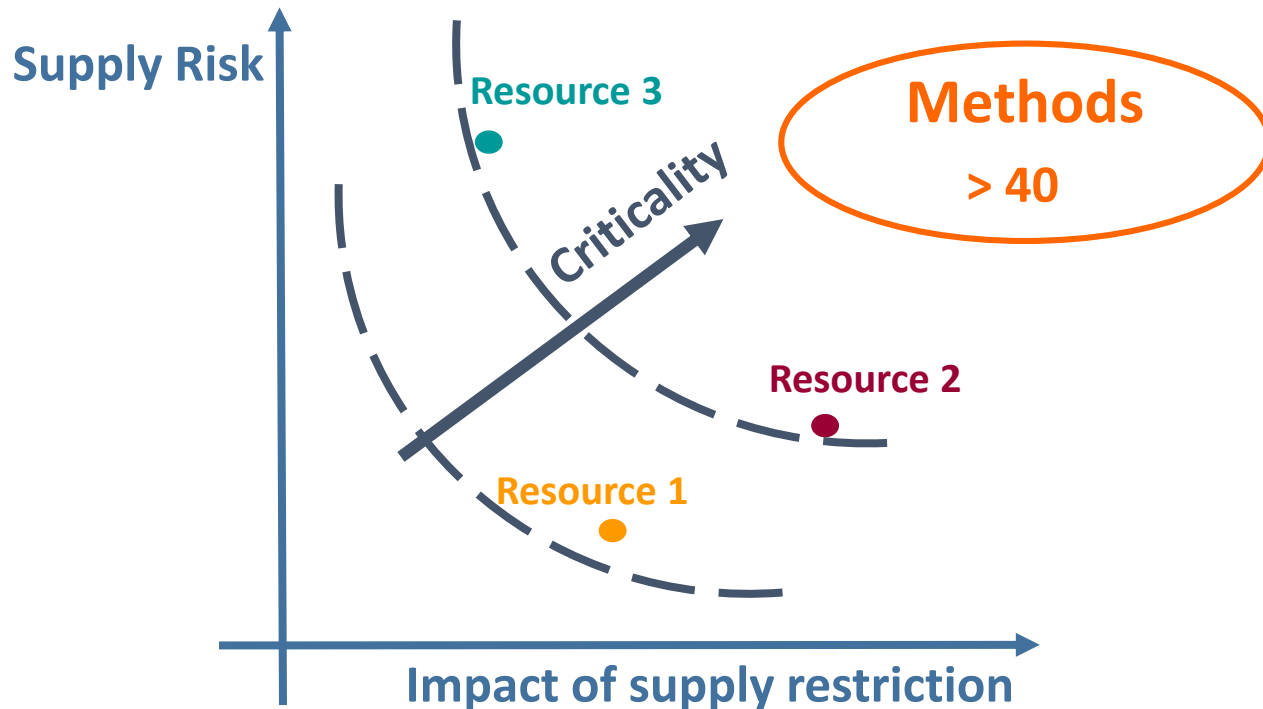 Supply Risk
Resource 3
Methods
> 40
Criticality
Resource 2
Resource 1
Impact of supply restriction